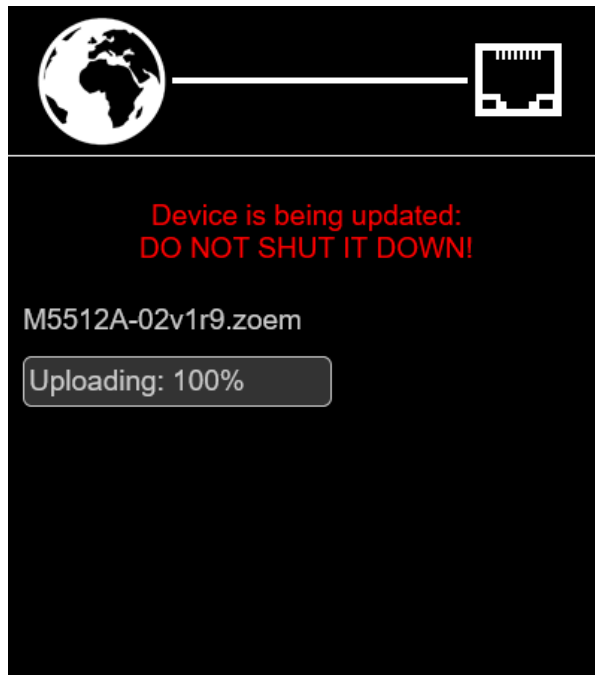 Device is being updated:
DO NOT SHUT IT DOWN!
M5512A-02v1r9.zoem
Uploading: 100%